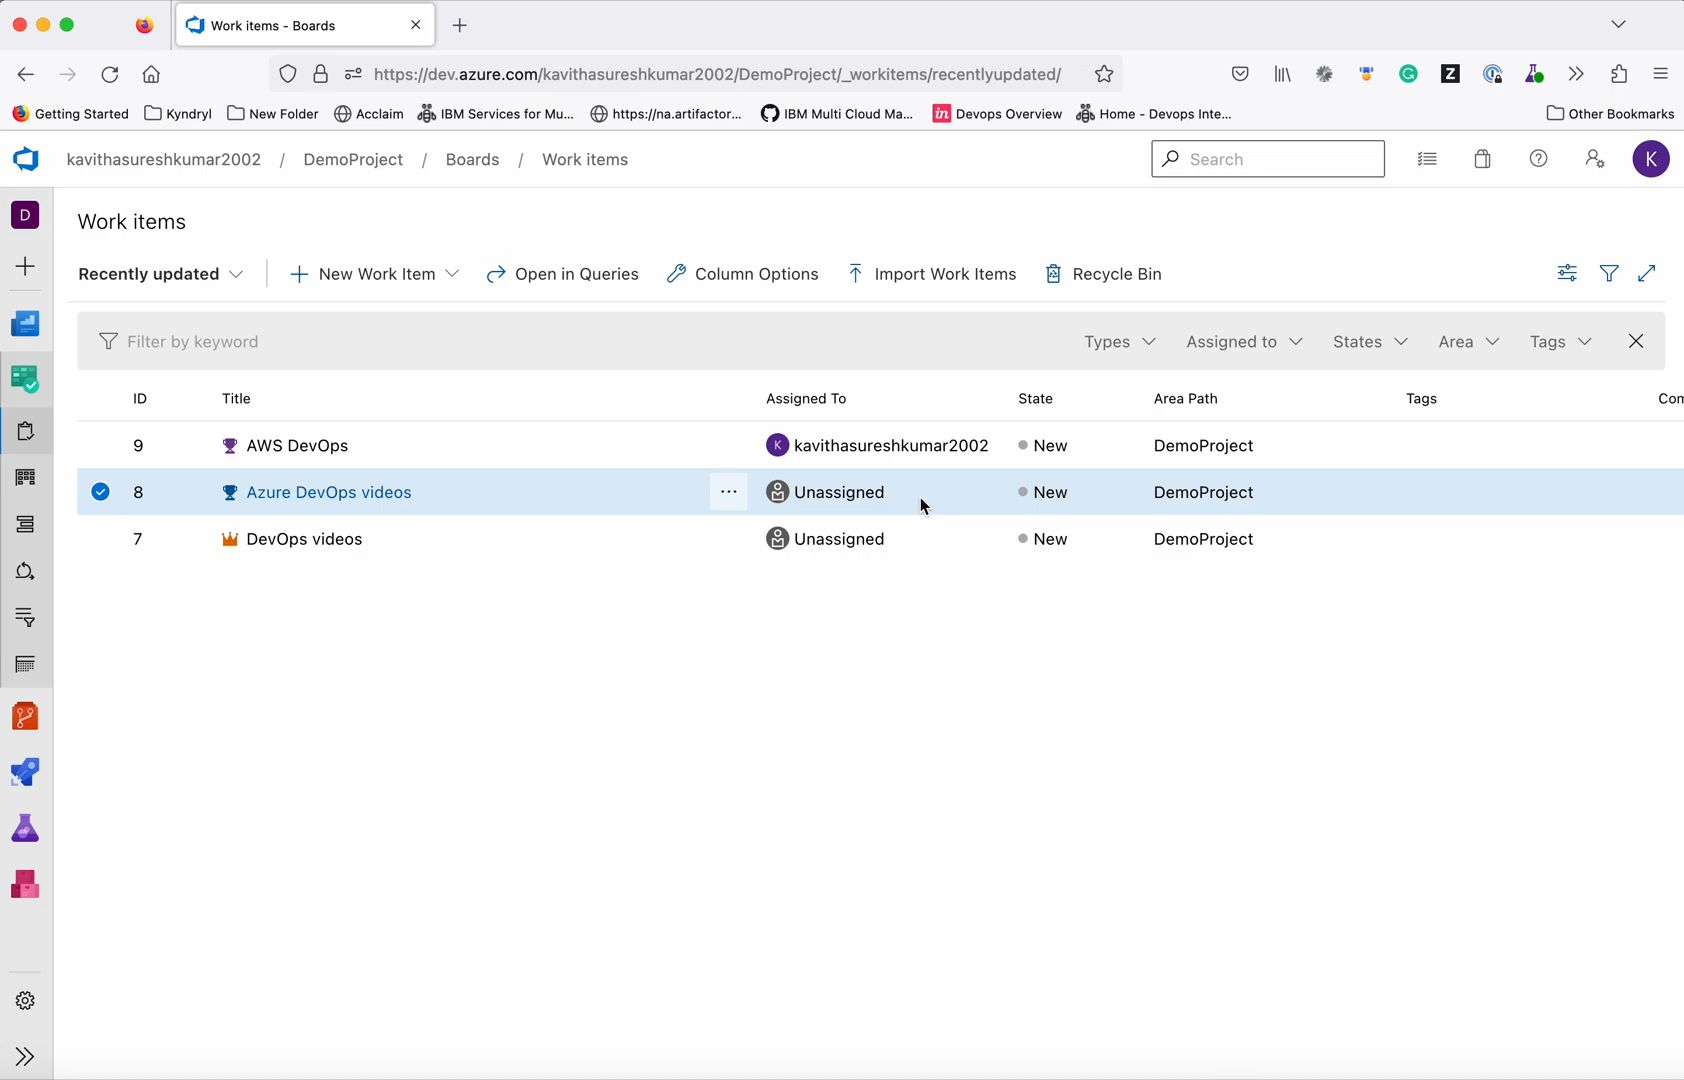 Work items - Boards
https://dev.azure.com/kavithasureshkumar2002/DemoProject/_workitems/recentlyupdated/
Getting Started Kyndryl New Folder Acclaim IBM Services for Mu... https://na.artifactor... IBM Multi Cloud Ma... in Devops Overview Home - Devops Inte... Other Bookmarks
kavithasureshkumar2002 / DemoProject / Boards / Work items Search K
D
Work items
Recently updated New Work Item Open in Queries Column Options Import Work Items Recycle Bin
Filter by keyword Types Assigned to States Area Tags
ID Title Assigned To State Area Path Tags Com
9 AWS DevOps K kavithasureshkumar2002 New DemoProject
8 Azure DevOps videos ... Unassigned New DemoProject
7 DevOps videos Unassigned New DemoProject